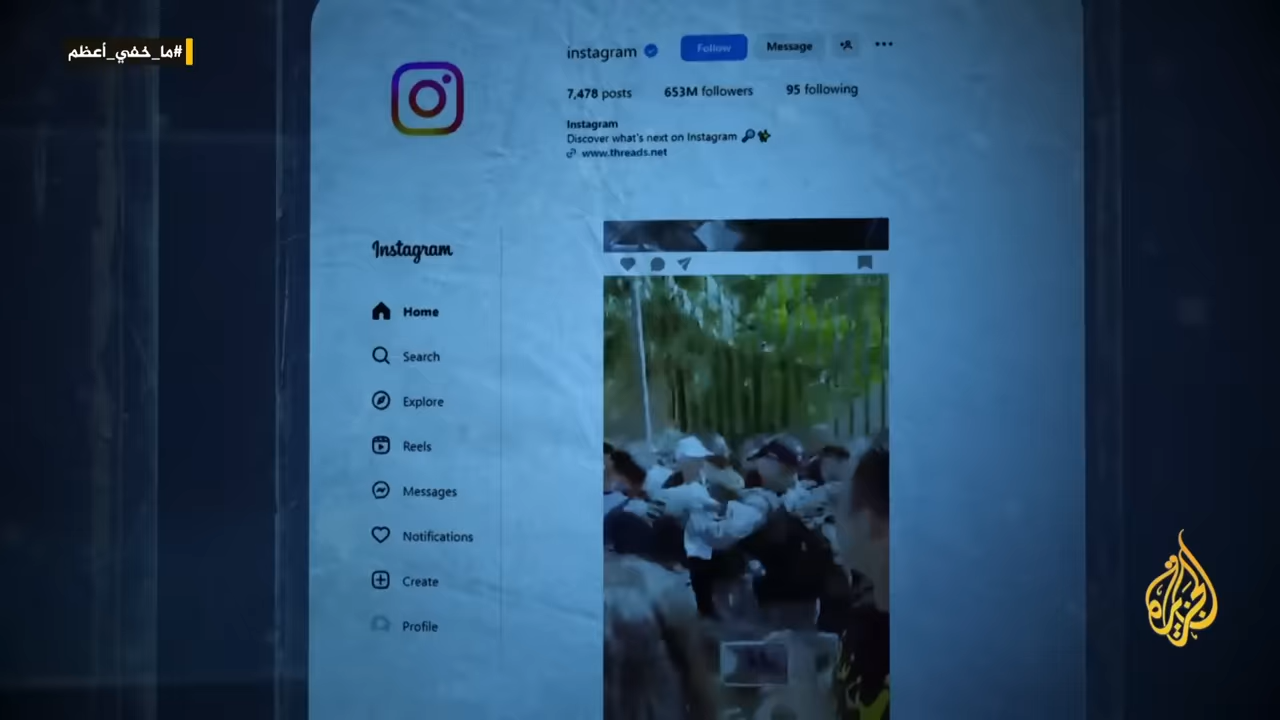 #ما_خفي_أعظم
instagram Follow Message
7,478 posts 653M followers 95 following
Instagram
Discover what's next on Instagram
www.threads.net
Instagram
Home
Search
Explore
Reels
Messages
Notifications
Create
Profile
الجزيرة